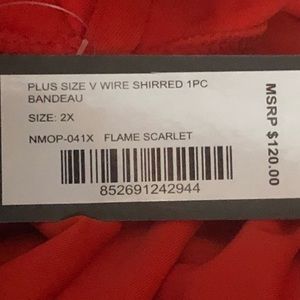 PLUS SIZE V WIRE SHIRRED 1PC
BANDEAU
SIZE: 2X
NMOP-041X FLAME SCARLET
852691242944
MSRP $120.00